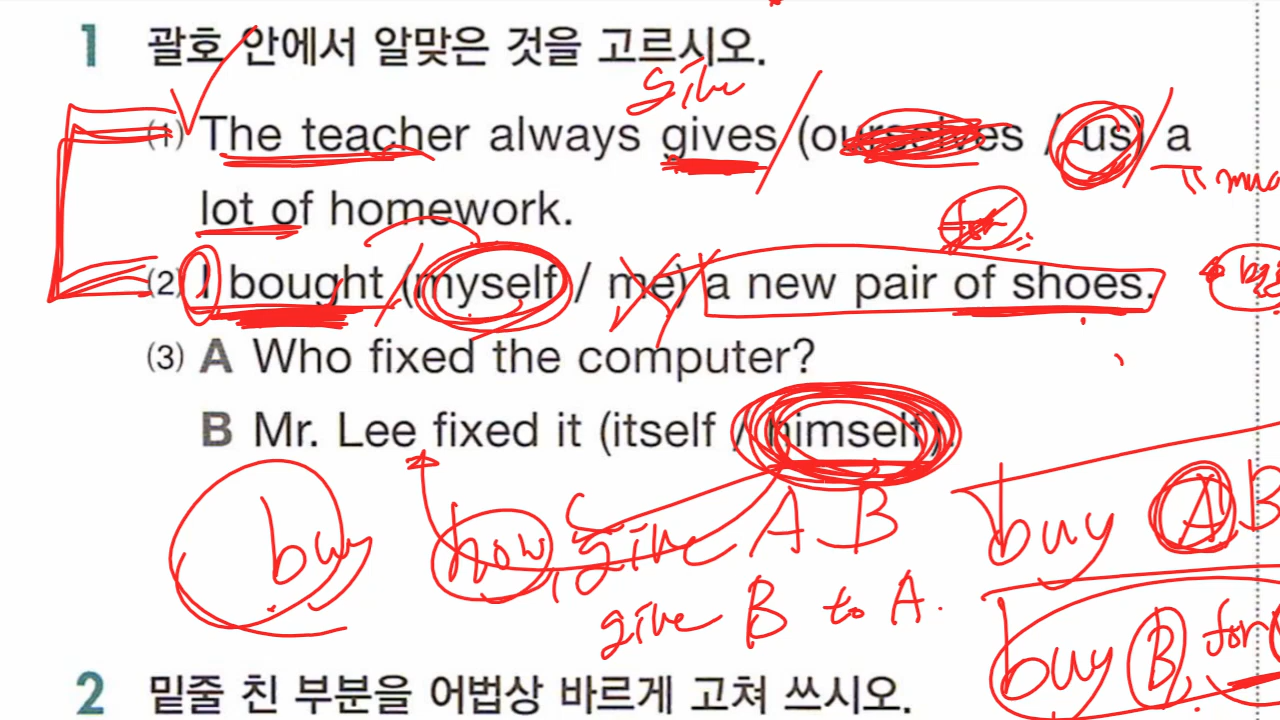 1 괄호 안에서 알맞은 것을 고르시오.
give
(1) The teacher always gives (ourselves / us) a
lot of homework.
(2) I bought (myself / me) a new pair of shoes.
(3) A Who fixed the computer?
B Mr. Lee fixed it (itself / himself).
buy how, give A B buy A B
give B to A. buy B for
2 밑줄 친 부분을 어법상 바르게 고쳐 쓰시오.